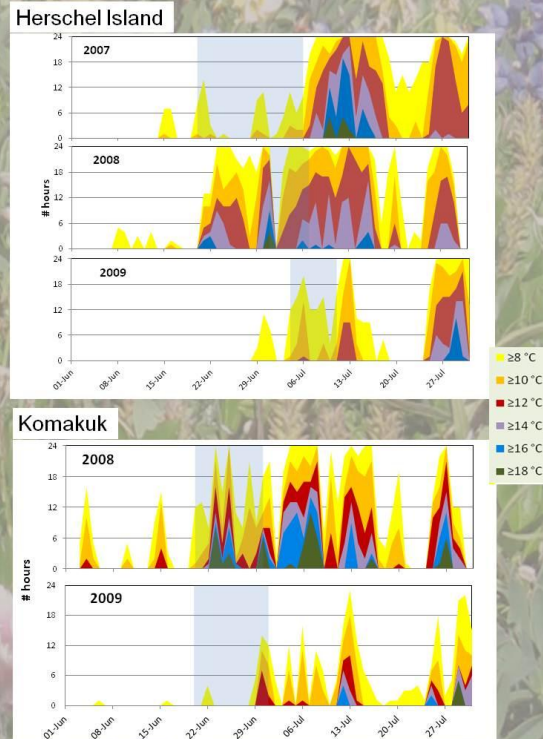 Herschel Island
24
18
12
6
0
2007
# hours
24
18
12
6
0
2008
24
18
12
6
0
2009
01-Jun 08-Jun 15-Jun 22-Jun 29-Jun 06-Jul 13-Jul 20-Jul 27-Jul
≥8 °C
≥10 °C
≥12 °C
≥14 °C
≥16 °C
≥18 °C
Komakuk
# hours
24
18
12
6
0
2008
24
18
12
6
0
2009
01-Jun 08-Jun 15-Jun 22-Jun 29-Jun 06-Jul 13-Jul 20-Jul 27-Jul